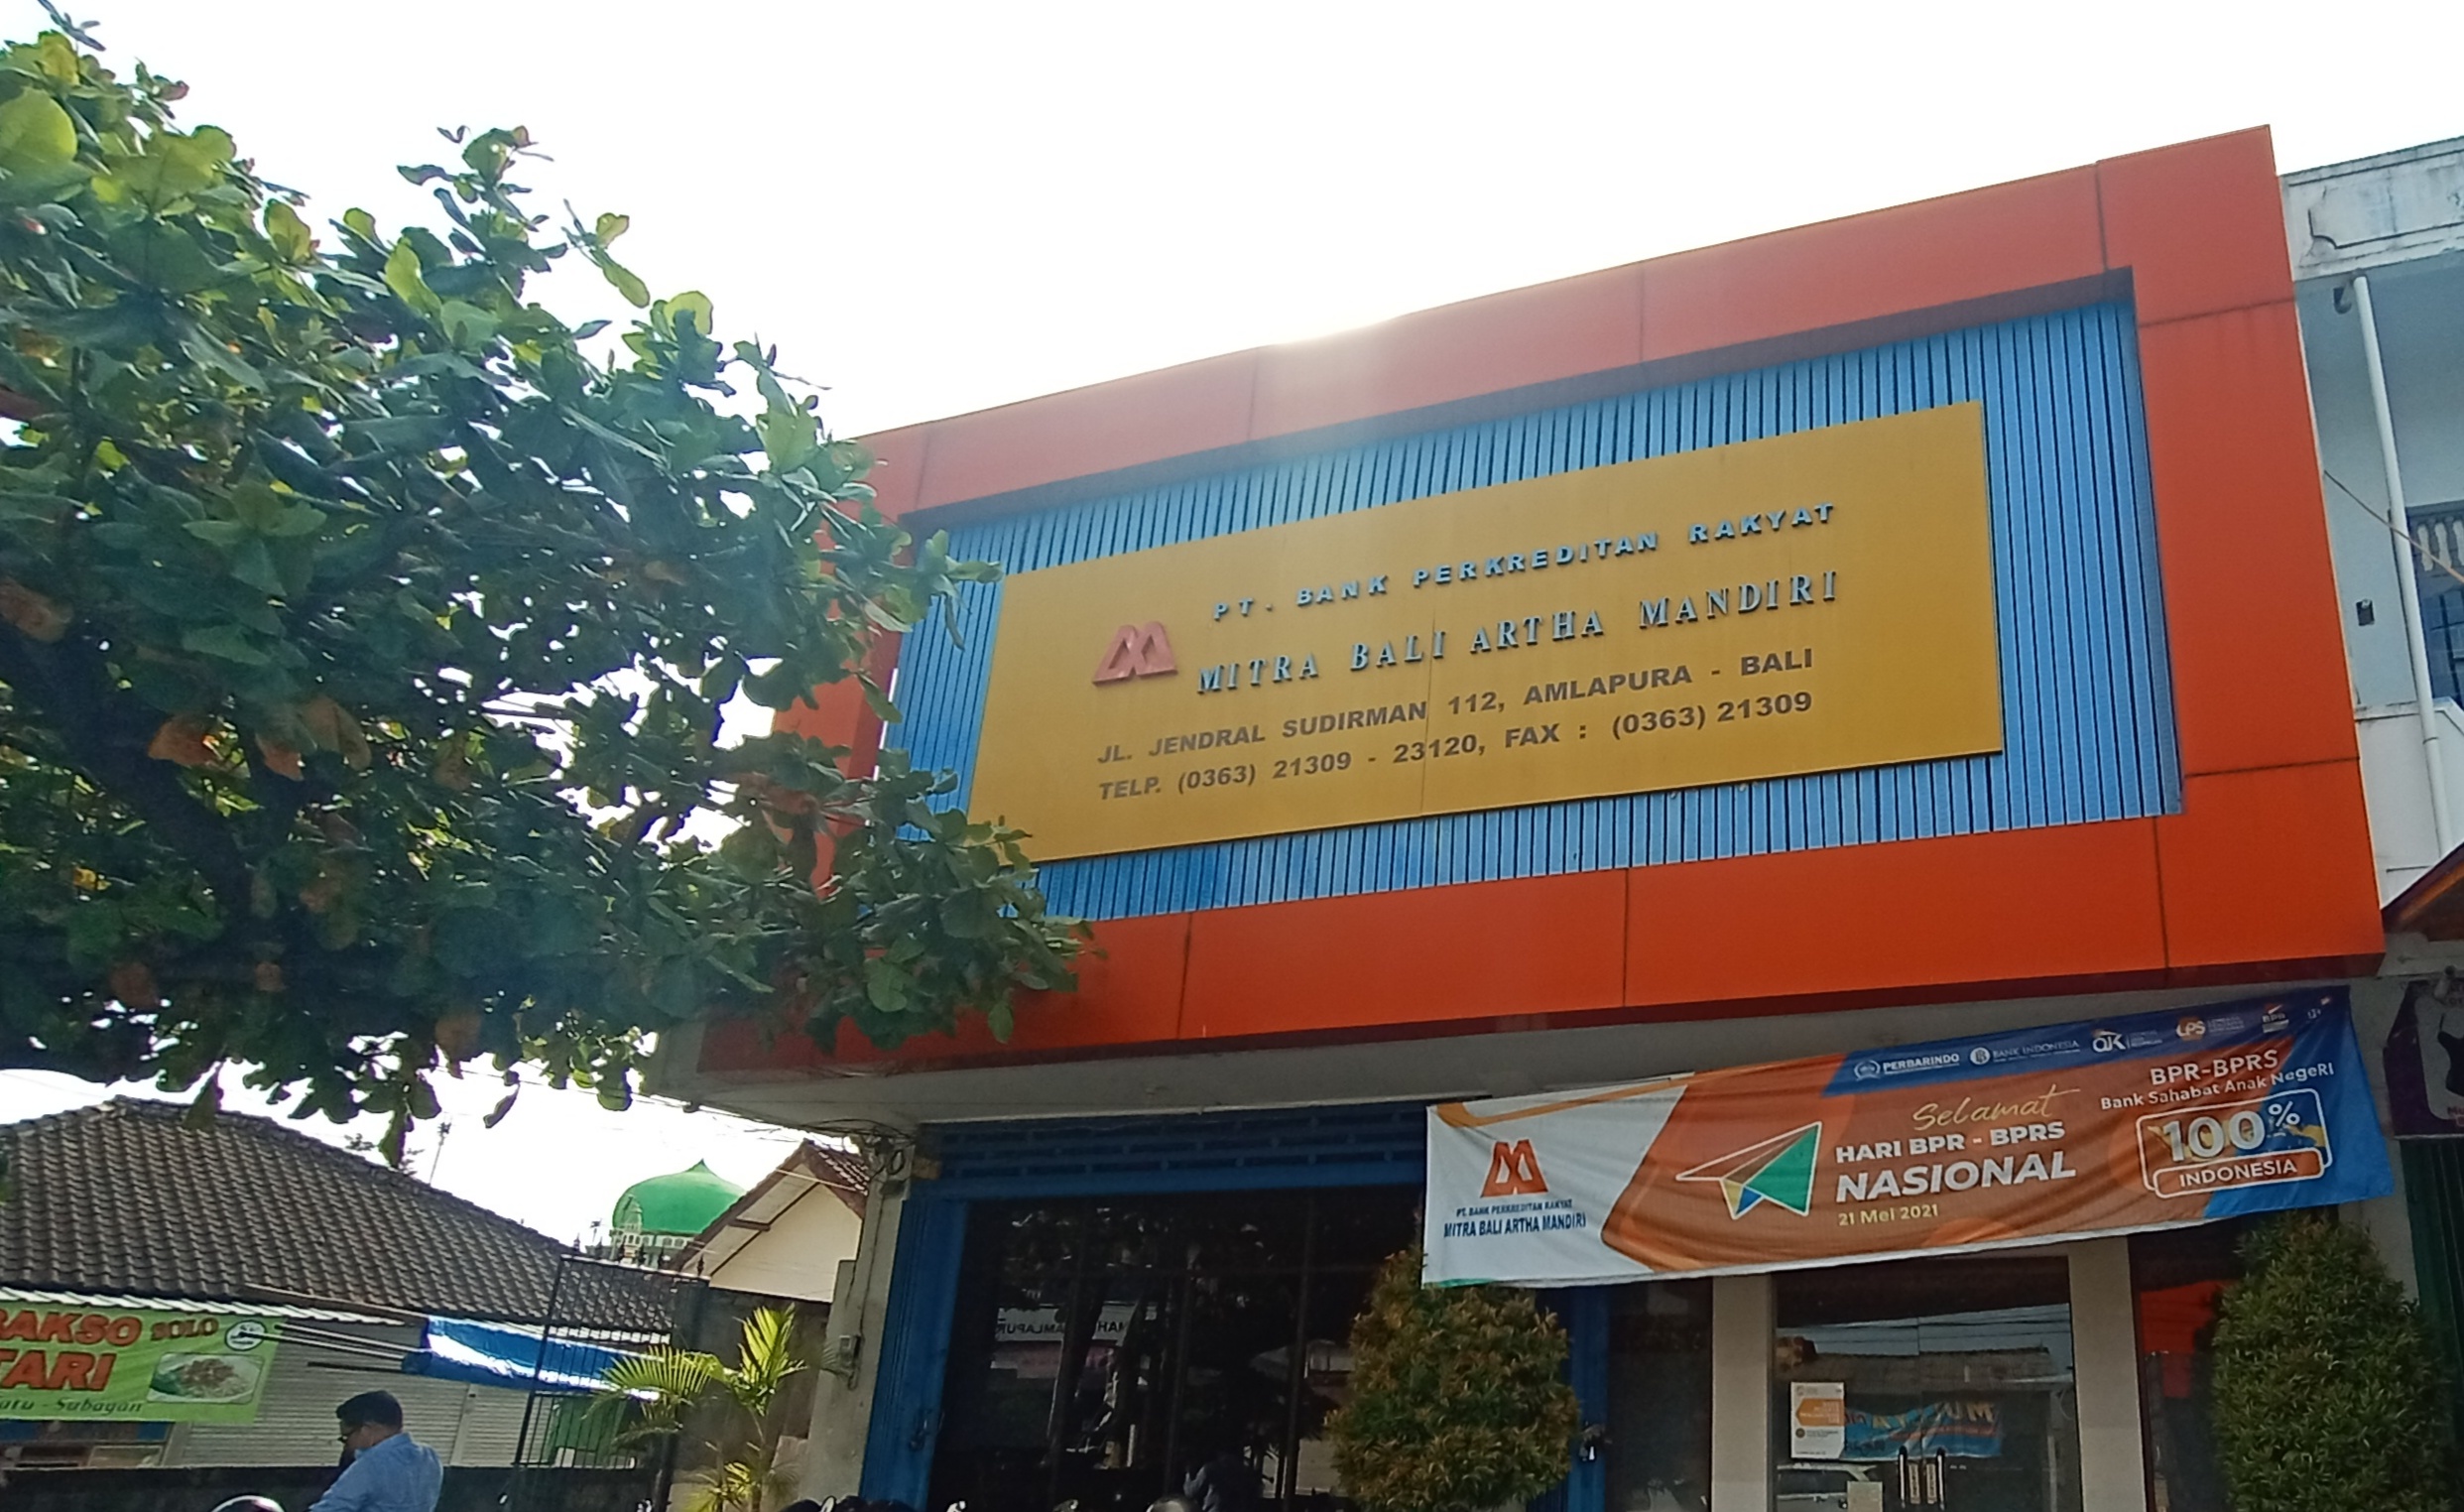 PT. BANK PERKREDITAN RAKYAT
MITRA BALI ARTHA MANDIRI
JL. JENDRAL SUDIRMAN 112, AMLAPURA - BALI
TELP. (0363) 21309 - 23120, FAX : (0363) 21309
PERBARINDO
BANK INDONESIA
OJK
LPS
BPR
PT. BANK PERKREDITAN RAKYAT
MITRA BALI ARTHA MANDIRI
Selamat
HARI BPR - BPRS
NASIONAL
21 Mei 2021
BPR-BPRS
Bank Sahabat Anak NegeRI
100%
INDONESIA
BAKSO SOLO
TARI
Subagan